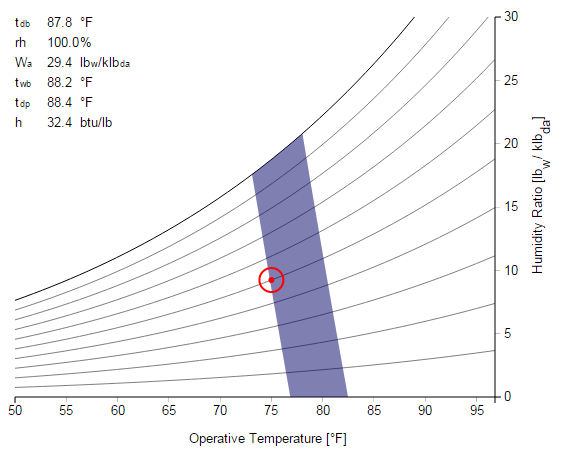 tdb 87.8 °F
rh 100.0%
Wa 29.4 lbw/klbda
twb 88.2 °F
tdp 88.4 °F
h 32.4 btu/lb
30
25
20
15
10
5
0
Humidity Ratio [lbw / klbda]
50 55 60 65 70 75 80 85 90 95
Operative Temperature [°F]